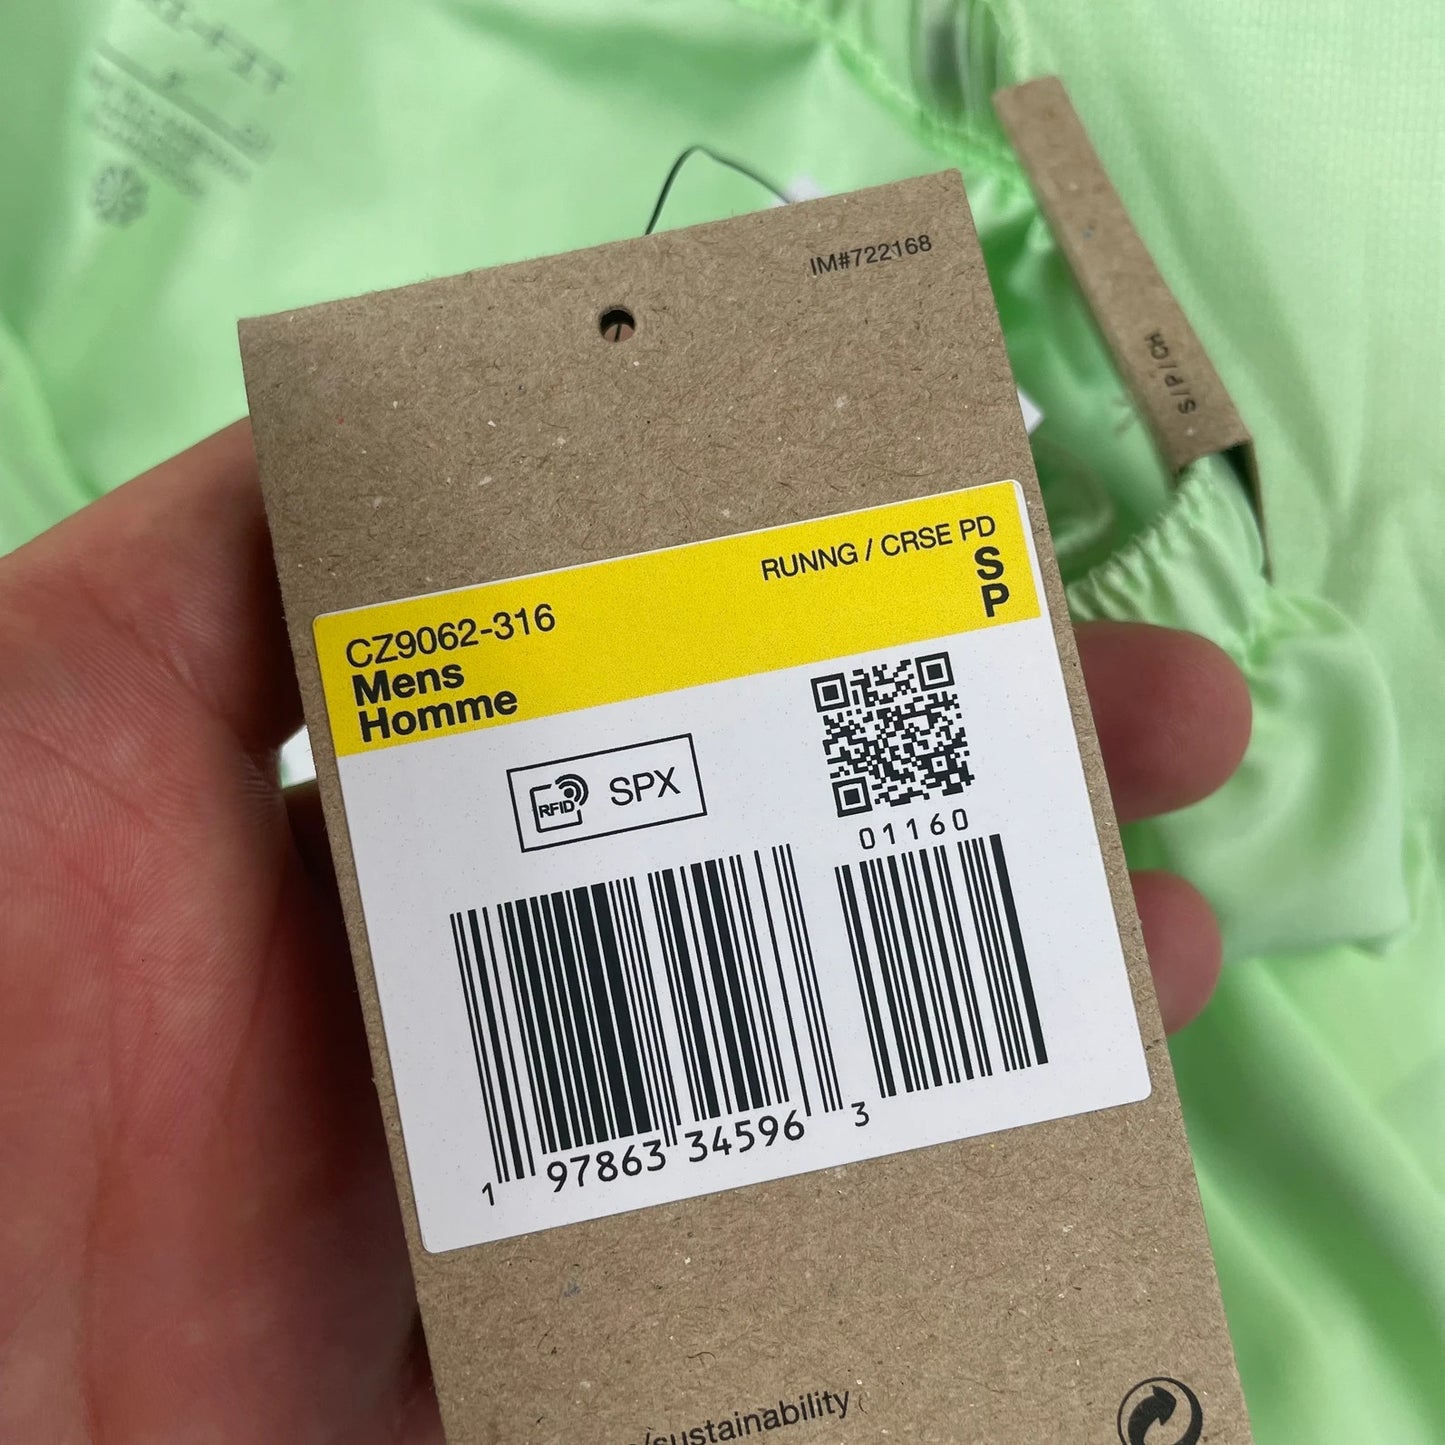 IM#722168
S / P / CH
RUNNG / CRSE PD
S
P
CZ9062-316
Mens
Homme
RFID SPX
01160
1 97863 34596 3
/sustainability